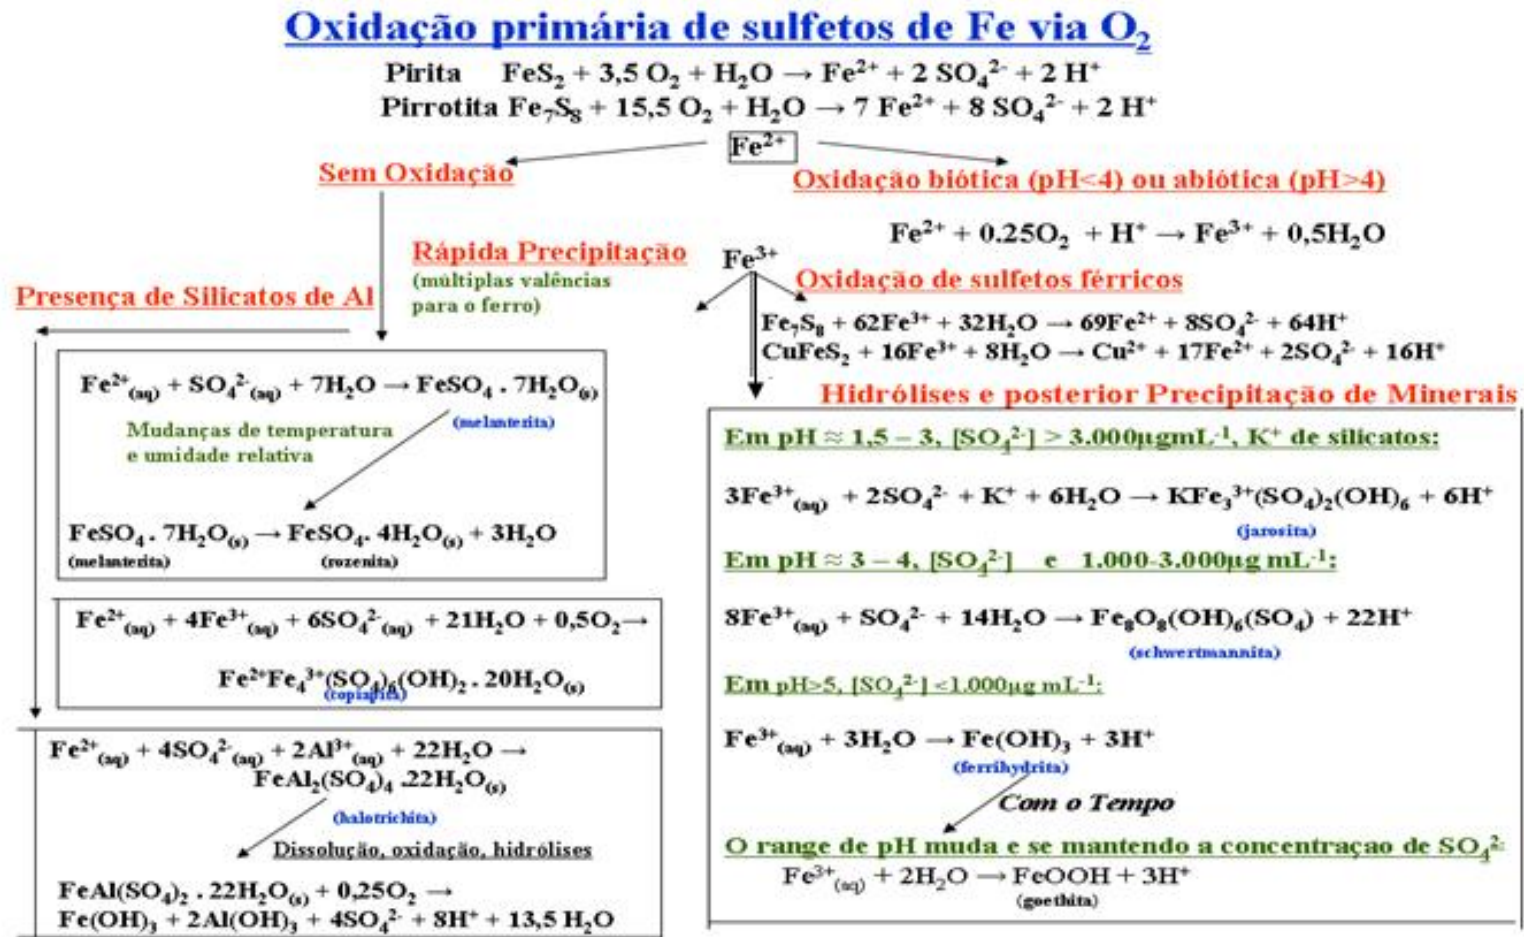 Oxidação primária de sulfetos de Fe via O₂
Pirita FeS₂ + 3,5 O₂ + H₂O → Fe²⁺ + 2 SO₄²⁻ + 2 H⁺
Pirrotita Fe₇S₈ + 15,5 O₂ + H₂O → 7 Fe²⁺ + 8 SO₄²⁻ + 2 H⁺
Fe²⁺
Sem Oxidação
Oxidação biótica (pH<4) ou abiótica (pH>4)
Fe²⁺ + 0.25O₂ + H⁺ → Fe³⁺ + 0,5H₂O
Rápida Precipitação
(múltiplas valências
para o ferro)
Fe³⁺
Oxidação de sulfetos férricos
Fe₇S₈ + 62Fe³⁺ + 32H₂O → 69Fe²⁺ + 8SO₄²⁻ + 64H⁺
CuFeS₂ + 16Fe³⁺ + 8H₂O → Cu²⁺ + 17Fe²⁺ + 2SO₄²⁻ + 16H⁺
Presença de Silicatos de Al
Fe²⁺(aq) + SO₄²⁻(aq) + 7H₂O → FeSO₄ . 7H₂O(s)
(melanterita)
Mudanças de temperatura
e umidade relativa
FeSO₄ . 7H₂O(s) → FeSO₄. 4H₂O(s) + 3H₂O
(melanterita) (rozenita)
Fe²⁺(aq) + 4Fe³⁺(aq) + 6SO₄²⁻(aq) + 21H₂O + 0,5O₂→
Fe²⁺Fe₄³⁺(SO₄)₆(OH)₂ . 20H₂O(s)
(copiapita)
Fe²⁺(aq) + 4SO₄²⁻(aq) + 2Al³⁺(aq) + 22H₂O →
FeAl₂(SO₄)₄ .22H₂O(s)
(halotrichita)
Dissolução, oxidação, hidrólises
FeAl(SO₄)₂ . 22H₂O(s) + 0,25O₂ →
Fe(OH)₃ + 2Al(OH)₃ + 4SO₄²⁻ + 8H⁺ + 13,5 H₂O
Hidrólises e posterior Precipitação de Minerais
Em pH ≈ 1,5 – 3, [SO₄²⁻] > 3.000µgmL⁻¹, K⁺ de silicatos:
3Fe³⁺(aq) + 2SO₄²⁻ + K⁺ + 6H₂O → KFe₃³⁺(SO₄)₂(OH)₆ + 6H⁺
(jarosita)
Em pH ≈ 3 – 4, [SO₄²⁻] e 1.000-3.000µg mL⁻¹:
8Fe³⁺(aq) + SO₄²⁻ + 14H₂O → Fe₈O₈(OH)₆(SO₄) + 22H⁺
(schwertmannita)
Em pH>5, [SO₄²⁻] <1.000µg mL⁻¹:
Fe³⁺(aq) + 3H₂O → Fe(OH)₃ + 3H⁺
(ferrihydrita)
Com o Tempo
O range de pH muda e se mantendo a concentraçao de SO₄²⁻
Fe³⁺(aq) + 2H₂O → FeOOH + 3H⁺
(goethita)